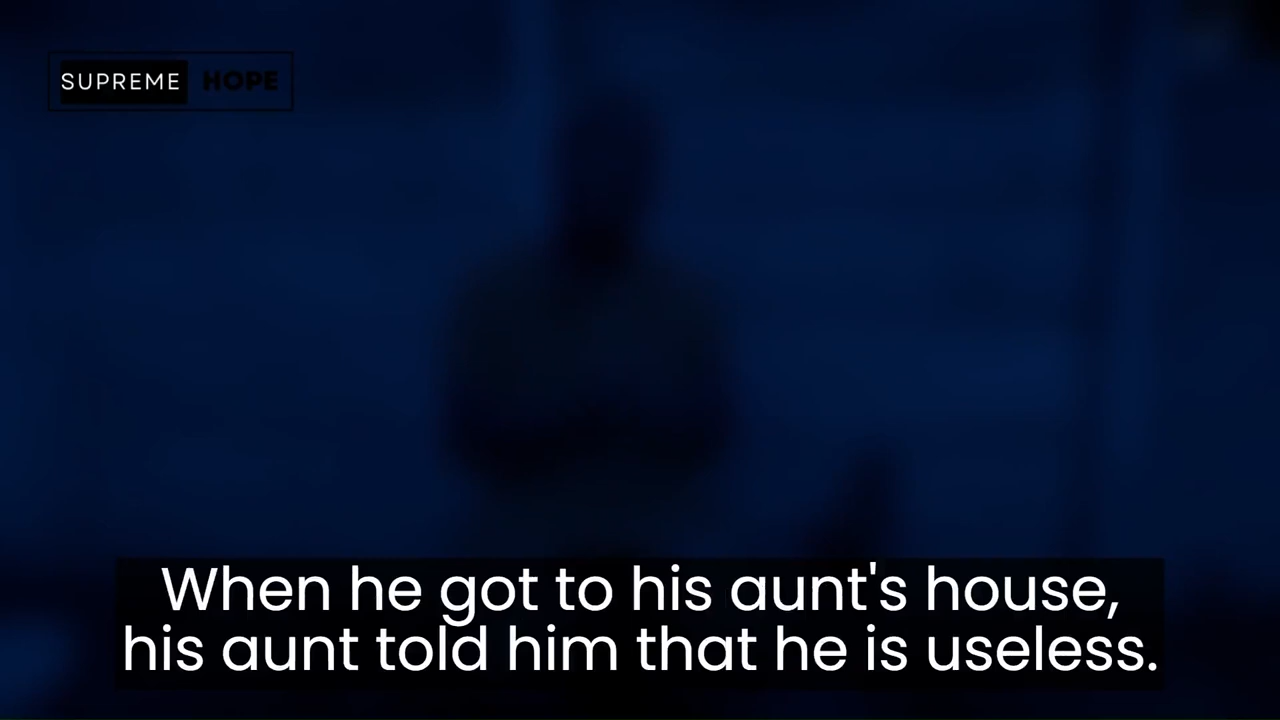 SUPREME HOPE
When he got to his aunt's house,
his aunt told him that he is useless.